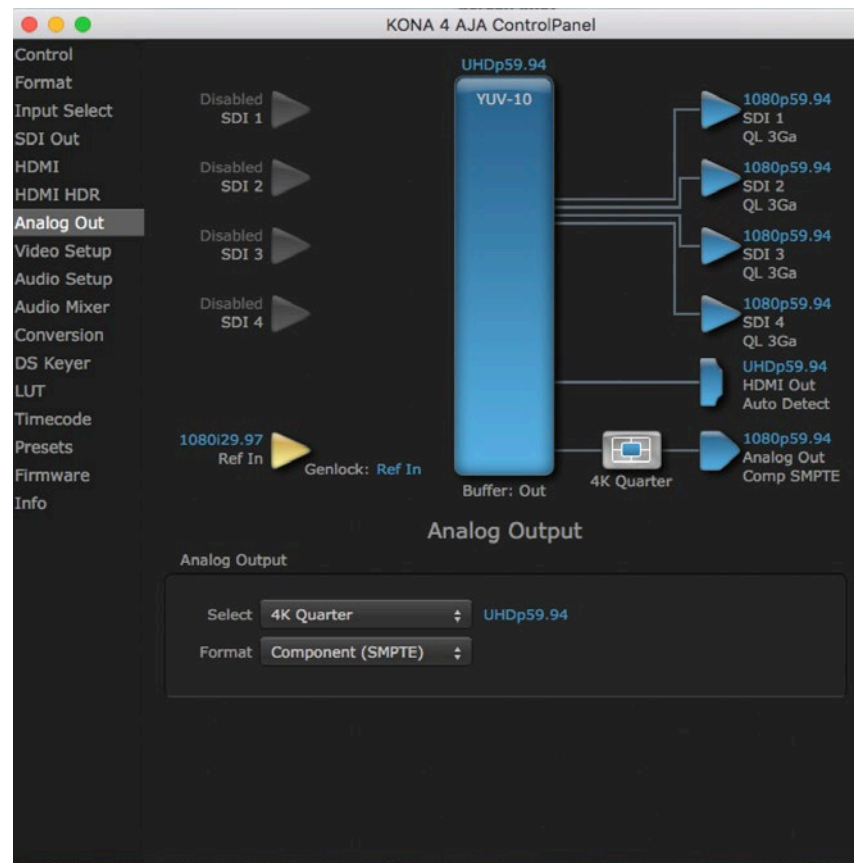 KONA 4 AJA ControlPanel
Control
Format
Input Select
SDI Out
HDMI
HDMI HDR
Analog Out
Video Setup
Audio Setup
Audio Mixer
Conversion
DS Keyer
LUT
Timecode
Presets
Firmware
Info
Disabled
SDI 1
Disabled
SDI 2
Disabled
SDI 3
Disabled
SDI 4
1080i29.97
Ref In
Genlock: Ref In
UHDp59.94
YUV-10
Buffer: Out
4K Quarter
1080p59.94
SDI 1
QL 3Ga
1080p59.94
SDI 2
QL 3Ga
1080p59.94
SDI 3
QL 3Ga
1080p59.94
SDI 4
QL 3Ga
UHDp59.94
HDMI Out
Auto Detect
1080p59.94
Analog Out
Comp SMPTE
Analog Output
Analog Output
Select 4K Quarter UHDp59.94
Format Component (SMPTE)